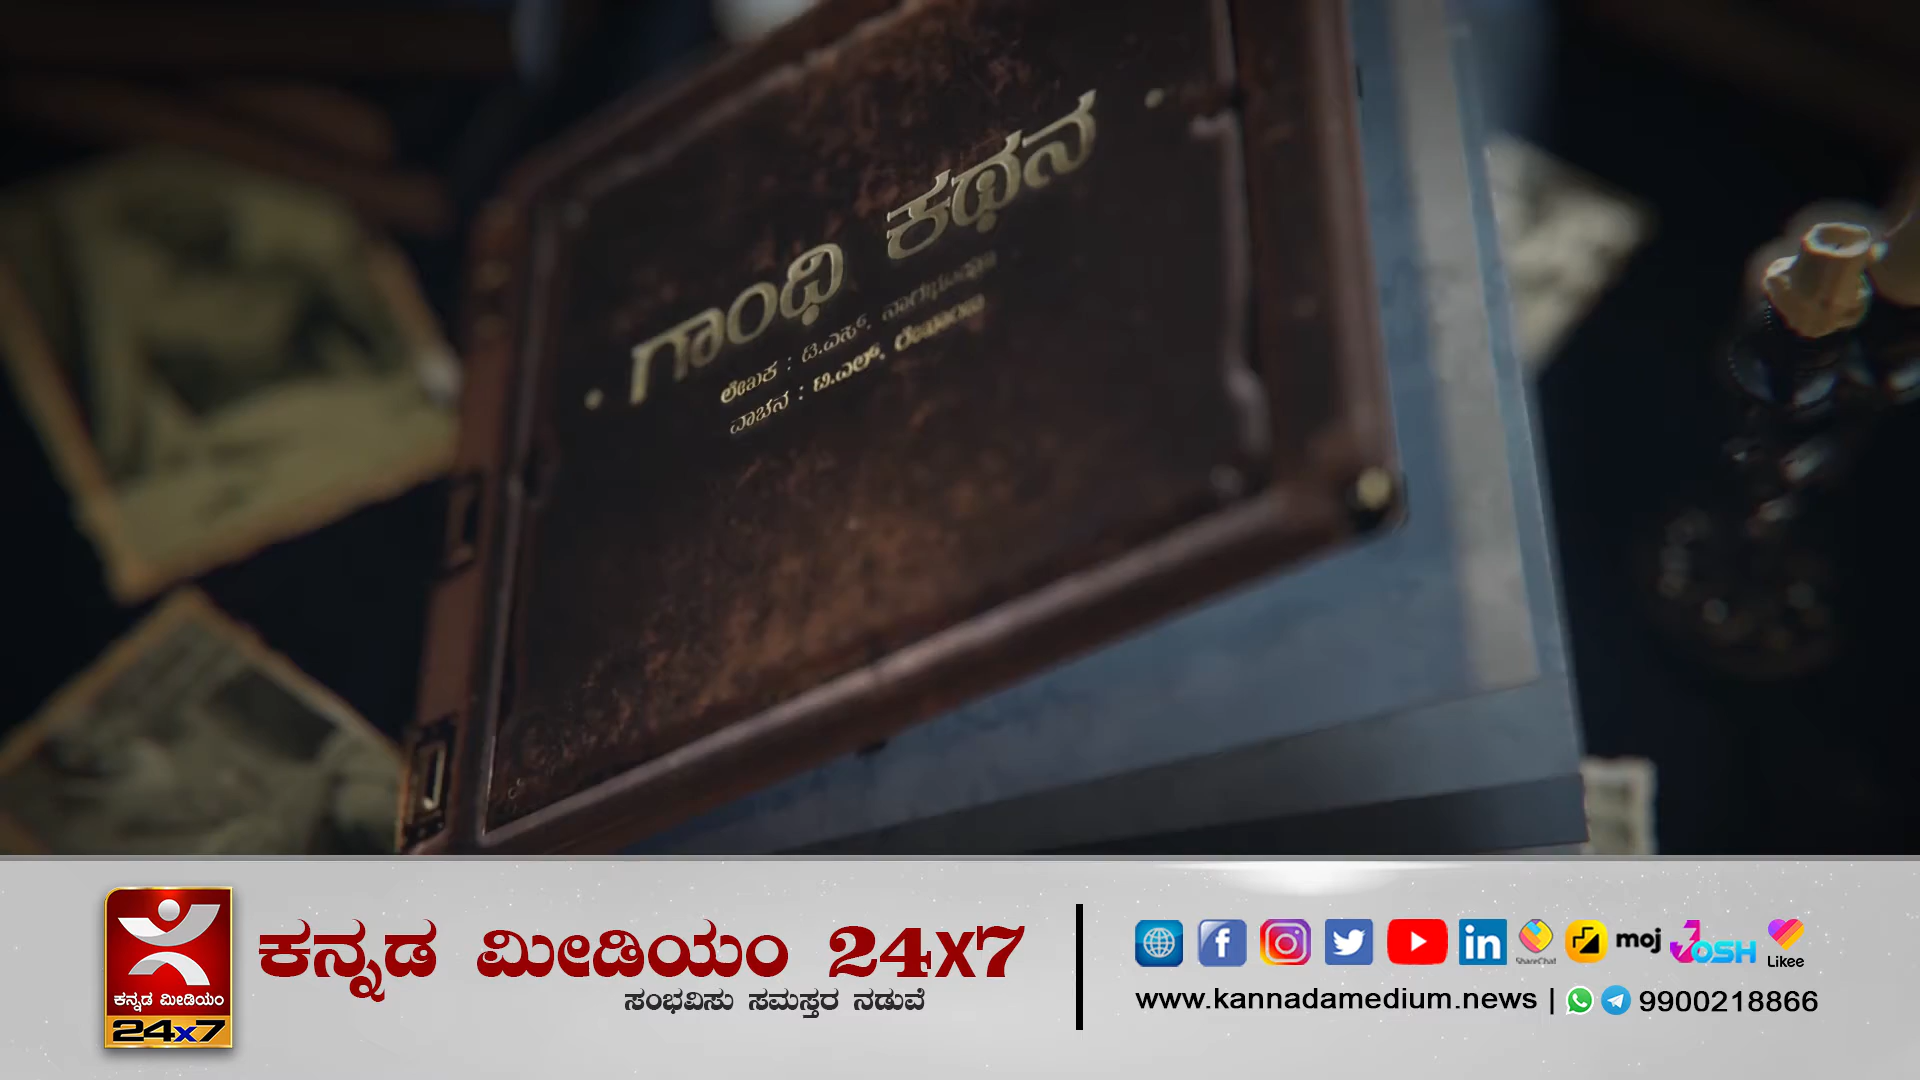 ಗಾಂಧಿ ಕಥನ
ಲೇಖಕ : ಡಿ.ಎಸ್. ನಾಗಭೂಷಣ
ವಾಚನ : ಟಿ.ಎಲ್. ರೇಖಾಂಬ
ಕನ್ನಡ ಮೀಡಿಯಂ
24x7
ಕನ್ನಡ ಮೀಡಿಯಂ 24X7
ಸಂಭವಿಸು ಸಮಸ್ತರ ನಡುವೆ
ShareChat moj JOSH Likee
www.kannadamedium.news | 9900218866